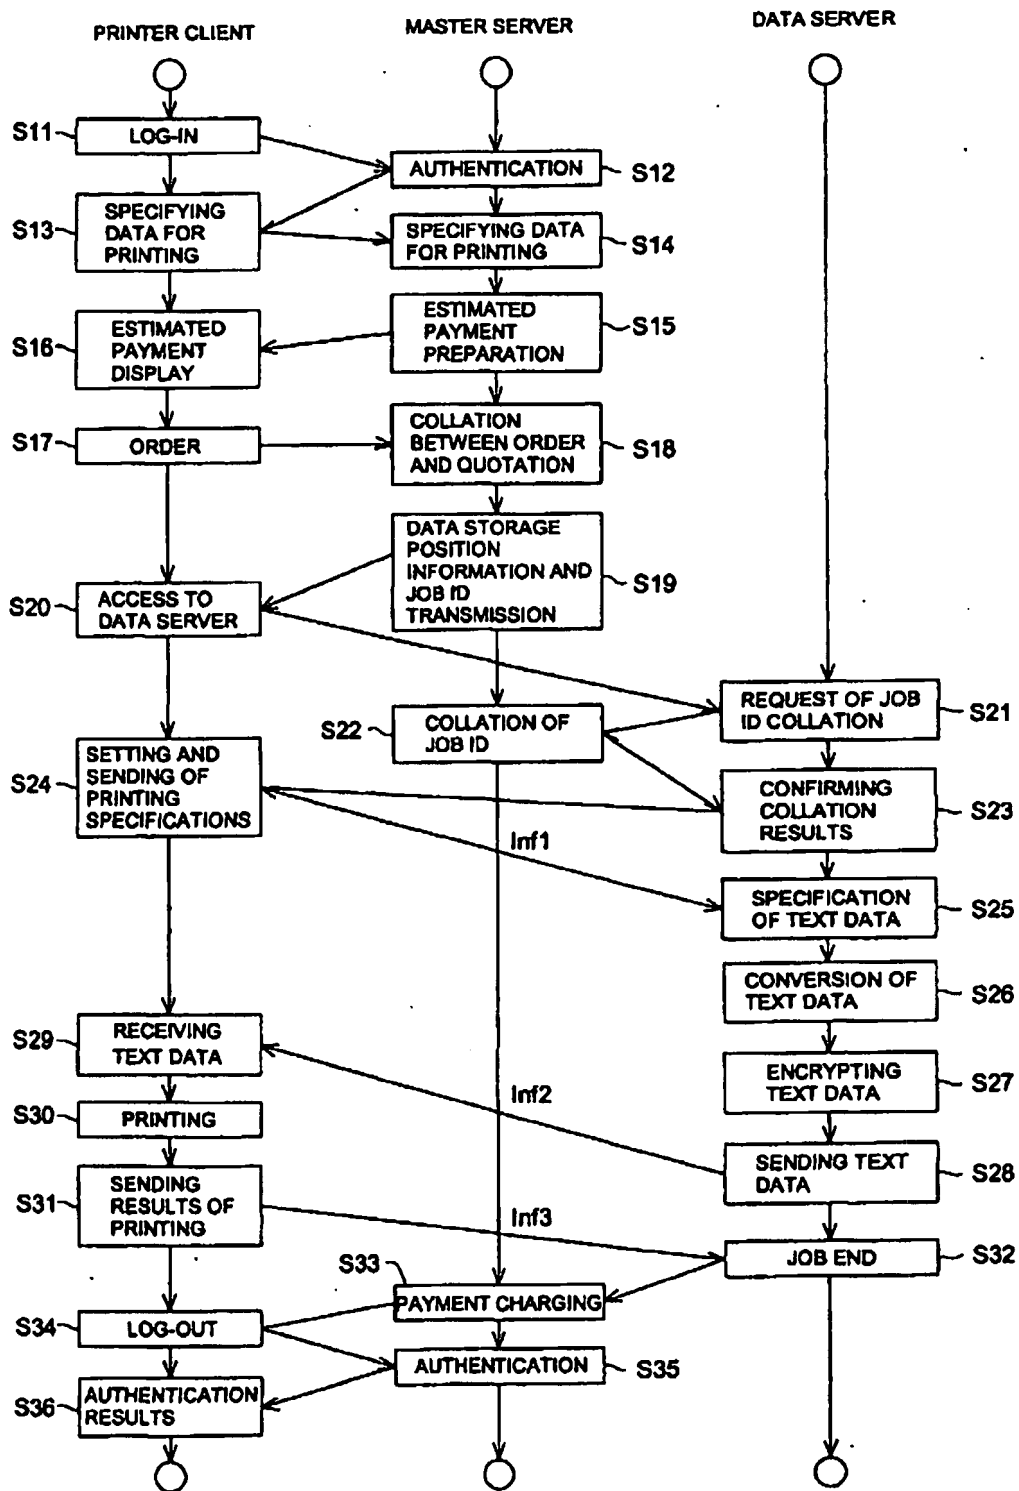 PRINTER CLIENT
MASTER SERVER
DATA SERVER
S11
LOG-IN
AUTHENTICATION
S12
S13
SPECIFYING
DATA FOR
PRINTING
SPECIFYING DATA
FOR PRINTING
S14
S16
ESTIMATED
PAYMENT
DISPLAY
ESTIMATED
PAYMENT
PREPARATION
S15
S17
ORDER
COLLATION
BETWEEN ORDER
AND QUOTATION
S18
DATA STORAGE
POSITION
INFORMATION AND
JOB ID
TRANSMISSION
S19
S20
ACCESS TO
DATA SERVER
REQUEST OF JOB
ID COLLATION
S21
S22
COLLATION OF
JOB ID
S24
SETTING AND
SENDING OF
PRINTING
SPECIFICATIONS
CONFIRMING
COLLATION
RESULTS
S23
Inf1
SPECIFICATION
OF TEXT DATA
S25
CONVERSION OF
TEXT DATA
S26
S29
RECEIVING
TEXT DATA
ENCRYPTING
TEXT DATA
S27
Inf2
S30
PRINTING
SENDING TEXT
DATA
S28
S31
SENDING
RESULTS OF
PRINTING
Inf3
JOB END
S32
S33
PAYMENT CHARGING
S34
LOG-OUT
AUTHENTICATION
S35
S36
AUTHENTICATION
RESULTS